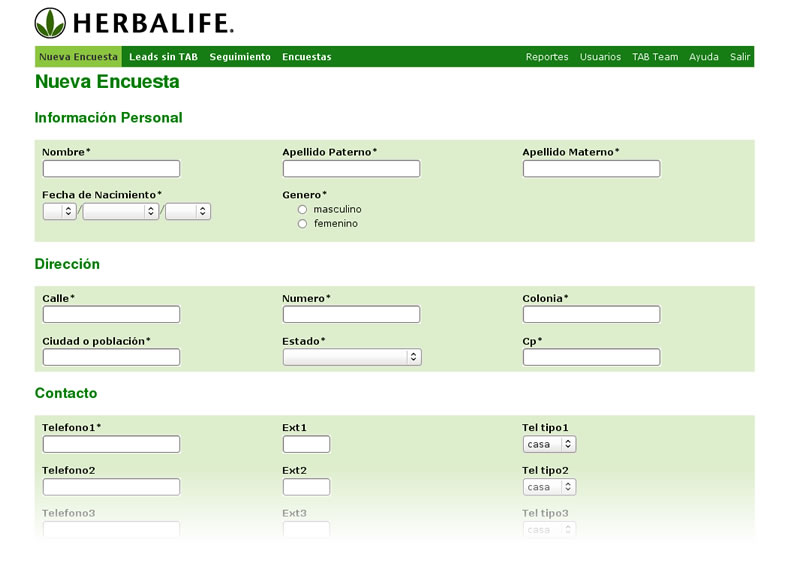 HERBALIFE.
Nueva Encuesta Leads sin TAB Seguimiento Encuestas Reportes Usuarios TAB Team Ayuda Salir
Nueva Encuesta
Información Personal
Nombre* Apellido Paterno* Apellido Materno*
Fecha de Nacimiento* Genero*
/ /
masculino
femenino
Dirección
Calle* Numero* Colonia*
Ciudad o población* Estado* Cp*
Contacto
Telefono1* Ext1 Tel tipo1
casa
Telefono2 Ext2 Tel tipo2
casa
Telefono3 Ext3 Tel tipo3
casa